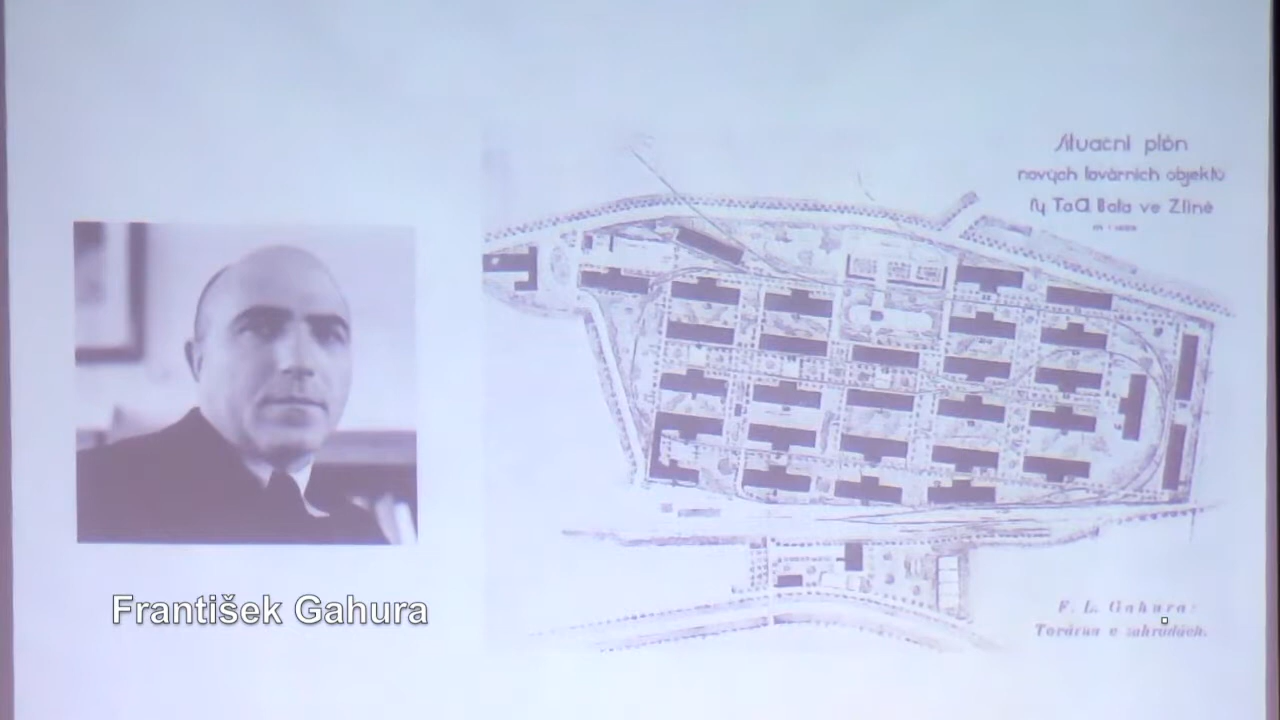 Situační plán
nových továrních objektů
fy T.&A. Baťa ve Zlíně
František Gahura
F. L. Gahura:
Továrna v zahradách.